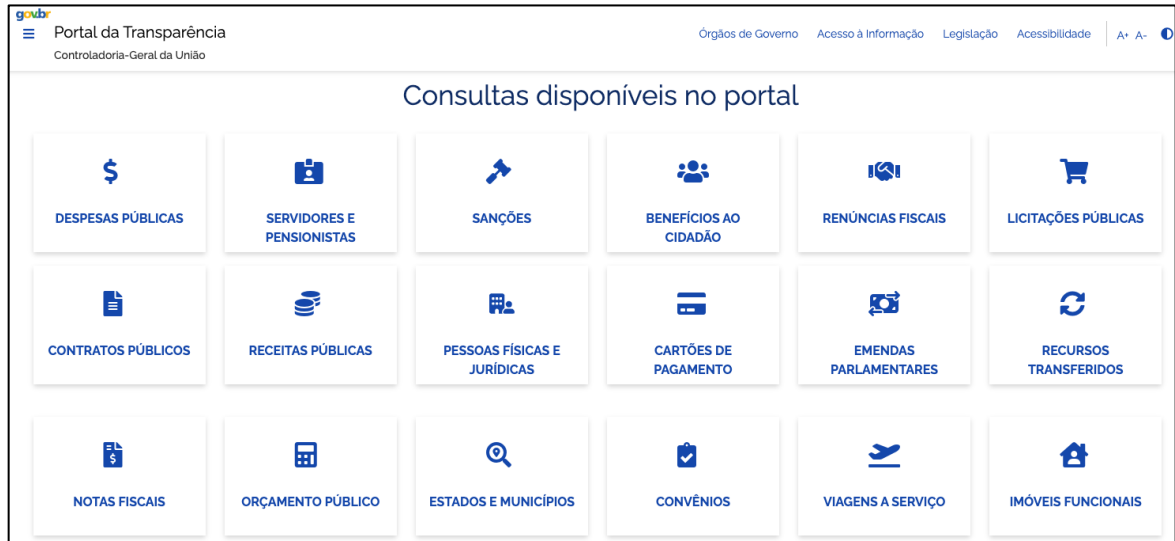 gov.br
Portal da Transparência
Controladoria-Geral da União
Órgãos de Governo Acesso à Informação Legislação Acessibilidade A+ A-
Consultas disponíveis no portal
DESPESAS PÚBLICAS
SERVIDORES E
PENSIONISTAS
SANÇÕES
BENEFÍCIOS AO
CIDADÃO
RENÚNCIAS FISCAIS
LICITAÇÕES PÚBLICAS
CONTRATOS PÚBLICOS
RECEITAS PÚBLICAS
PESSOAS FÍSICAS E
JURÍDICAS
CARTÕES DE
PAGAMENTO
EMENDAS
PARLAMENTARES
RECURSOS
TRANSFERIDOS
NOTAS FISCAIS
ORÇAMENTO PÚBLICO
ESTADOS E MUNICÍPIOS
CONVÊNIOS
VIAGENS A SERVIÇO
IMÓVEIS FUNCIONAIS